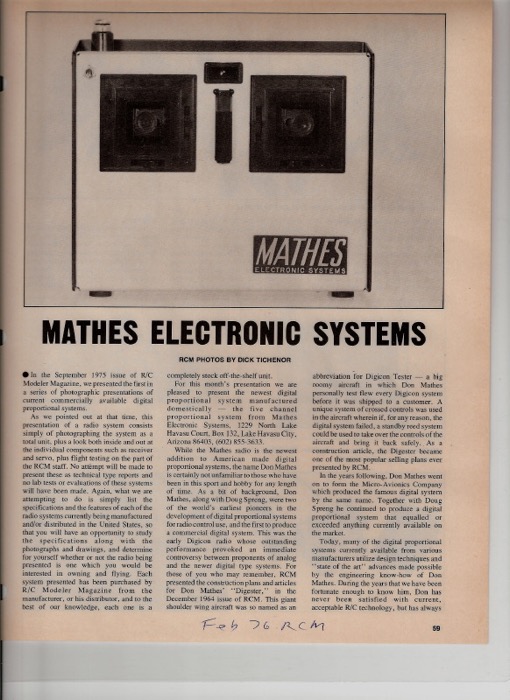 MATHES
ELECTRONIC SYSTEMS
MATHES ELECTRONIC SYSTEMS
RCM PHOTOS BY DICK TICHENOR
In the September 1975 issue of R/C
Modeler Magazine, we presented the first in
a series of photographic presentations of
current commercially available digital
proportional systems.
As we pointed out at that time, this
presentation of a radio system consists
simply of photographing the system as a
total unit, plus a look both inside and out at
the individual components such as receiver
and servo, plus flight testing on the part of
the RCM staff. No attempt will be made to
present these as technical type reports and
no lab tests or evaluations of these systems
will have been made. Again, what we are
attempting to do is simply list the
specifications and the features of each of the
radio systems currently being manufactured
and/or distributed in the United States, so
that you will have an opportunity to study
the specifications along with the
photographs and drawings, and determine
for yourself whether or not the radio being
presented is one which you would be
interested in owning and flying. Each
system presented has been purchased by
R/C Modeler Magazine from the
manufacturer, or his distributor, and to the
best of our knowledge, each one is a
completely stock off-the-shelf unit.
For this month's presentation we are
pleased to present the newest digital
proportional system manufactured
domestically — the five channel
proportional system from Mathes
Electronic Systems, 1229 North Lake
Havasu Court, Box 132, Lake Havasu City,
Arizona 86403, (602) 855-3633.
While the Mathes radio is the newest
addition to American made digital
proportional systems, the name Don Mathes
is certainly not unfamiliar to those who have
been in this sport and hobby for any length
of time. As a bit of background, Don
Mathes, along with Doug Spreng, were two
of the world's earliest pioneers in the
development of digital proportional systems
for radio control use, and the first to produce
a commercial digital system. This was the
early Digicon radio whose outstanding
performance provoked an immediate
controversy between proponents of analog
and the newer digital type systems. For
those of you who may remember, RCM
presented the construction plans and articles
for Don Mathes' "Digester," in the
December 1964 issue of RCM. This giant
shoulder wing aircraft was so named as an
abbreviation for Digicon Tester — a big
roomy aircraft in which Don Mathes
personally test flew every Digicon system
before it was shipped to a customer. A
unique system of crossed controls was used
in the aircraft wherein if, for any reason, the
digital system failed, a standby reed system
could be used to take over the controls of the
aircraft and bring it back safely. As a
construction article, the Digester became
one of the most popular selling plans ever
presented by RCM.
In the years following, Don Mathes went
on to form the Micro-Avionics Company
which produced the famous digital system
by the same name. Together with Doug
Spreng he continued to produce a digital
proportional system that equalled or
exceeded anything currently available on
the market.
Today, many of the digital proportional
systems currently available from various
manufacturers utilize design techniques and
"state of the art" advances made possible
by the engineering know-how of Don
Mathes. During the years that we have been
fortunate enough to know him, Don has
never been satisfied with current,
acceptable R/C technology, but has always
Feb 76 RCM
59